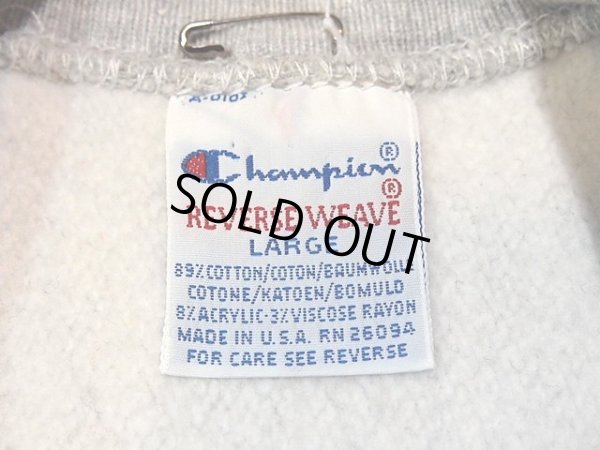 A-0107
Champion®
REVERSE WEAVE®
LARGE
SOLD OUT
89% COTTON/COTON/BAUMWOLLE
COTONE/KATOEN/BOMULD
8% ACRYLIC-3% VISCOSE RAYON
MADE IN U.S.A. RN 26094
FOR CARE SEE REVERSE